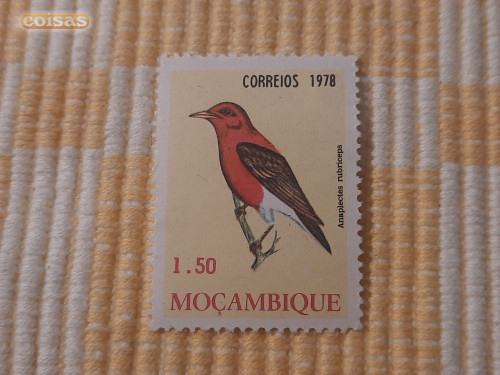 coisas
CORREIOS 1978
Anaplectes rubriceps
1.50
MOÇAMBIQUE